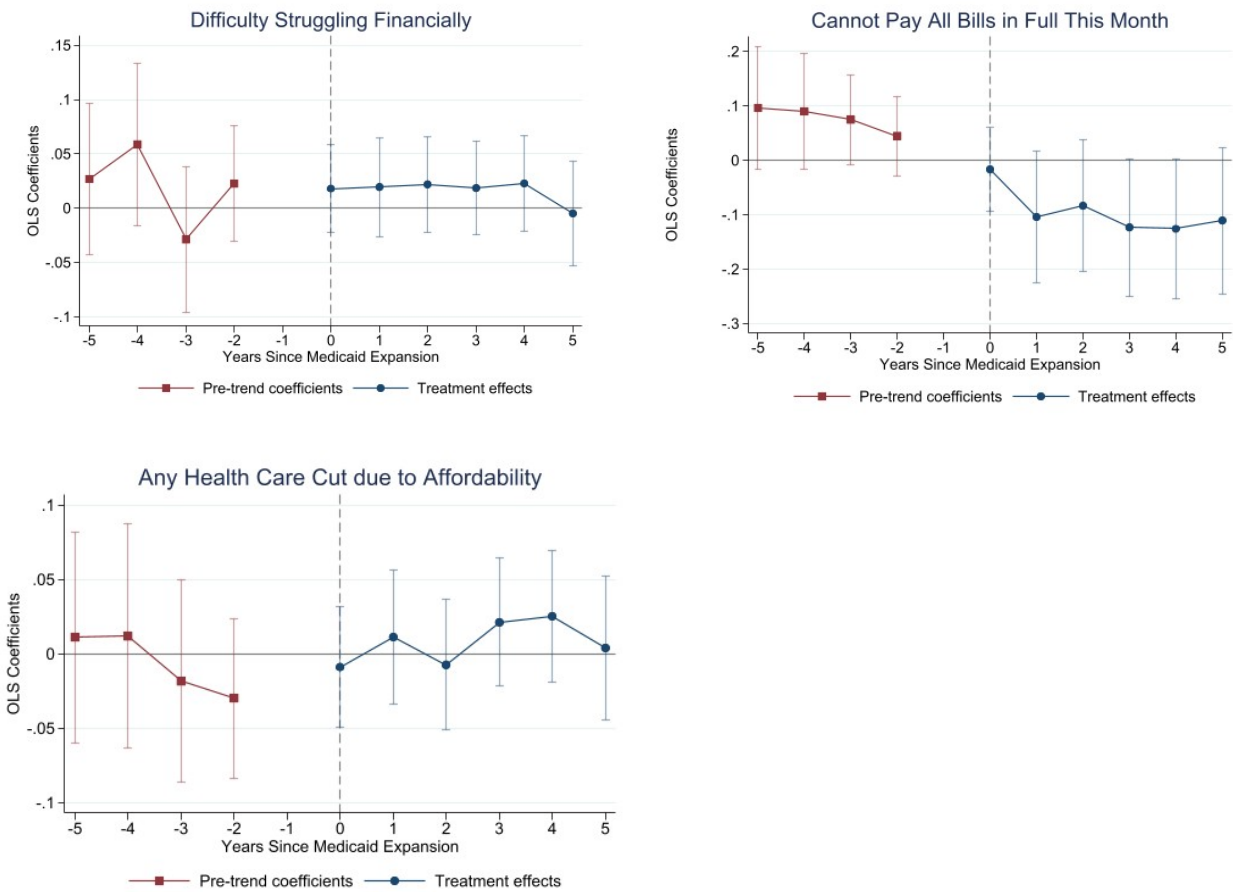 Difficulty Struggling Financially
.15
.1
.05
0
-.05
-.1
OLS Coefficients
-5 -4 -3 -2 -1 0 1 2 3 4 5
Years Since Medicaid Expansion
Pre-trend coefficients Treatment effects
Cannot Pay All Bills in Full This Month
.2
.1
0
-.1
-.2
-.3
OLS Coefficients
-5 -4 -3 -2 -1 0 1 2 3 4 5
Years Since Medicaid Expansion
Pre-trend coefficients Treatment effects
Any Health Care Cut due to Affordability
.1
.05
0
-.05
-.1
OLS Coefficients
-5 -4 -3 -2 -1 0 1 2 3 4 5
Years Since Medicaid Expansion
Pre-trend coefficients Treatment effects